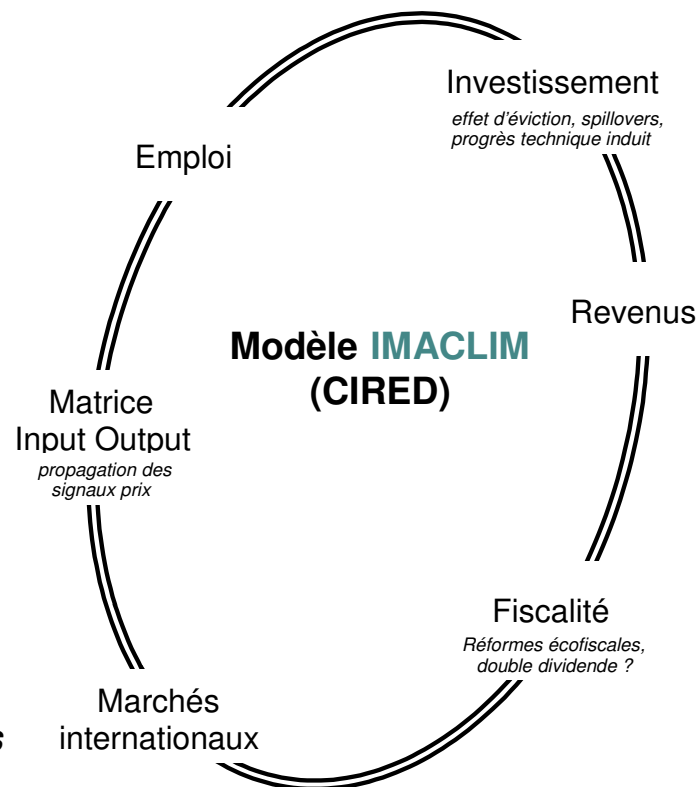 Investissement
effet d'éviction, spillovers,
progrès technique induit
Emploi
Revenus
Modèle IMACLIM
(CIRED)
Matrice
Input Output
propagation des
signaux prix
Fiscalité
Réformes écofiscales,
double dividende ?
Marchés
internationaux
s